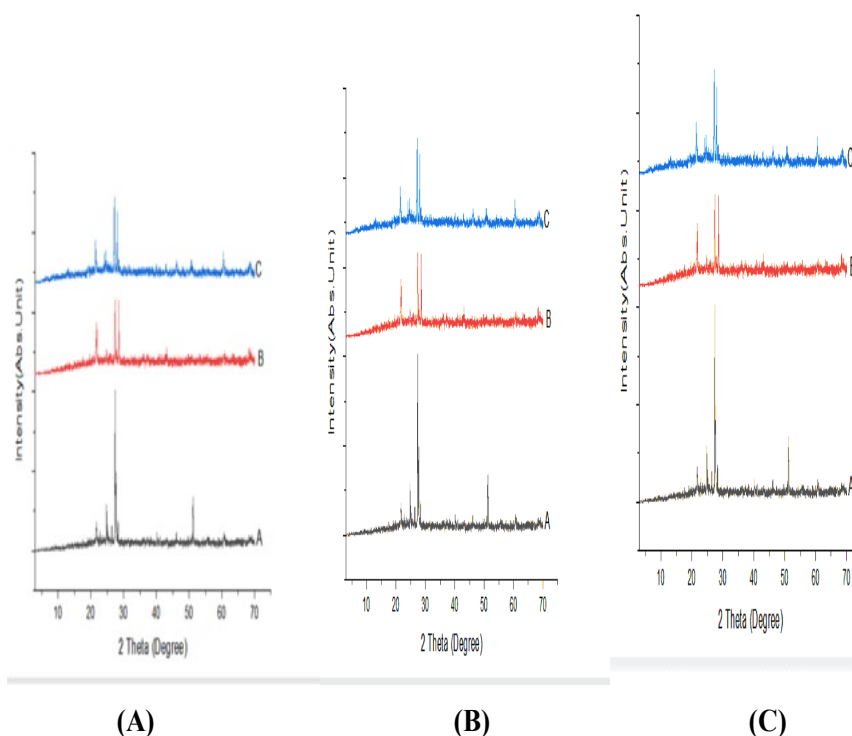 Intensity(Abs.Unit)
C
B
A
10 20 30 40 50 60 70
2 Theta (Degree)
(A)
Intensity(Abs.Unit)
C
B
A
10 20 30 40 50 60 70
2 Theta (Degree)
(B)
Intensity(Abs.Unit)
C
B
A
10 20 30 40 50 60 70
2 Theta (Degree)
(C)